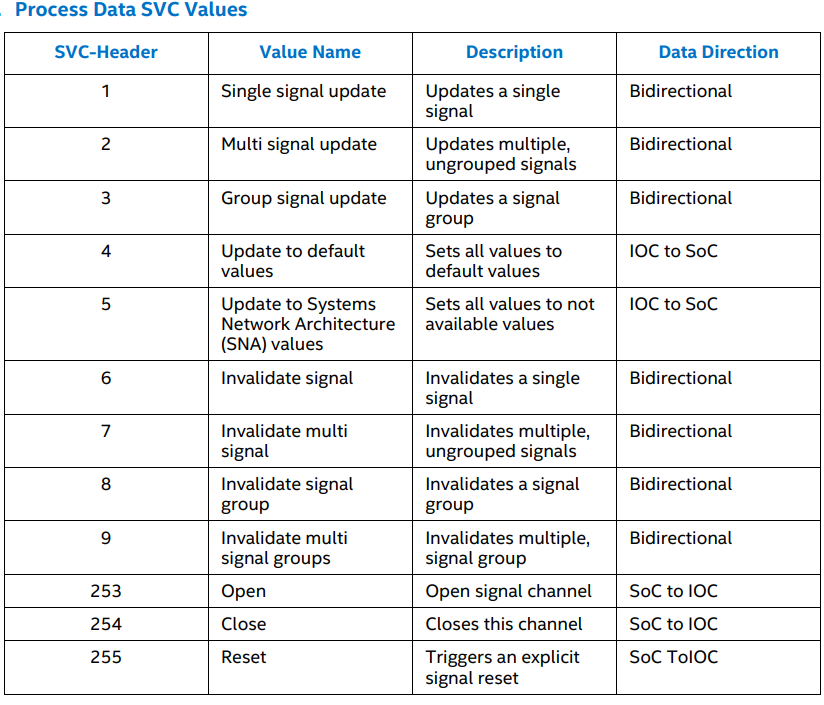 Process Data SVC Values
SVC-Header Value Name Description Data Direction
1 Single signal update Updates a single signal Bidirectional
2 Multi signal update Updates multiple, ungrouped signals Bidirectional
3 Group signal update Updates a signal group Bidirectional
4 Update to default values Sets all values to default values IOC to SoC
5 Update to Systems Network Architecture (SNA) values Sets all values to not available values IOC to SoC
6 Invalidate signal Invalidates a single signal Bidirectional
7 Invalidate multi signal Invalidates multiple, ungrouped signals Bidirectional
8 Invalidate signal group Invalidates a signal group Bidirectional
9 Invalidate multi signal groups Invalidates multiple, signal group Bidirectional
253 Open Open signal channel SoC to IOC
254 Close Closes this channel SoC to IOC
255 Reset Triggers an explicit signal reset SoC ToIOC